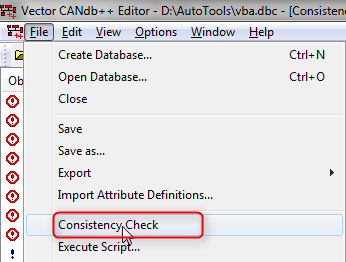 Vector CANdb++ Editor - D:\AutoTools\vba.dbc - [Consistenc
File Edit View Options Window Help
Create Database... Ctrl+N
Open Database... Ctrl+O
Close
Ob
Save
Save as...
Export
Import Attribute Definitions...
Consistency Check
Execute Script...